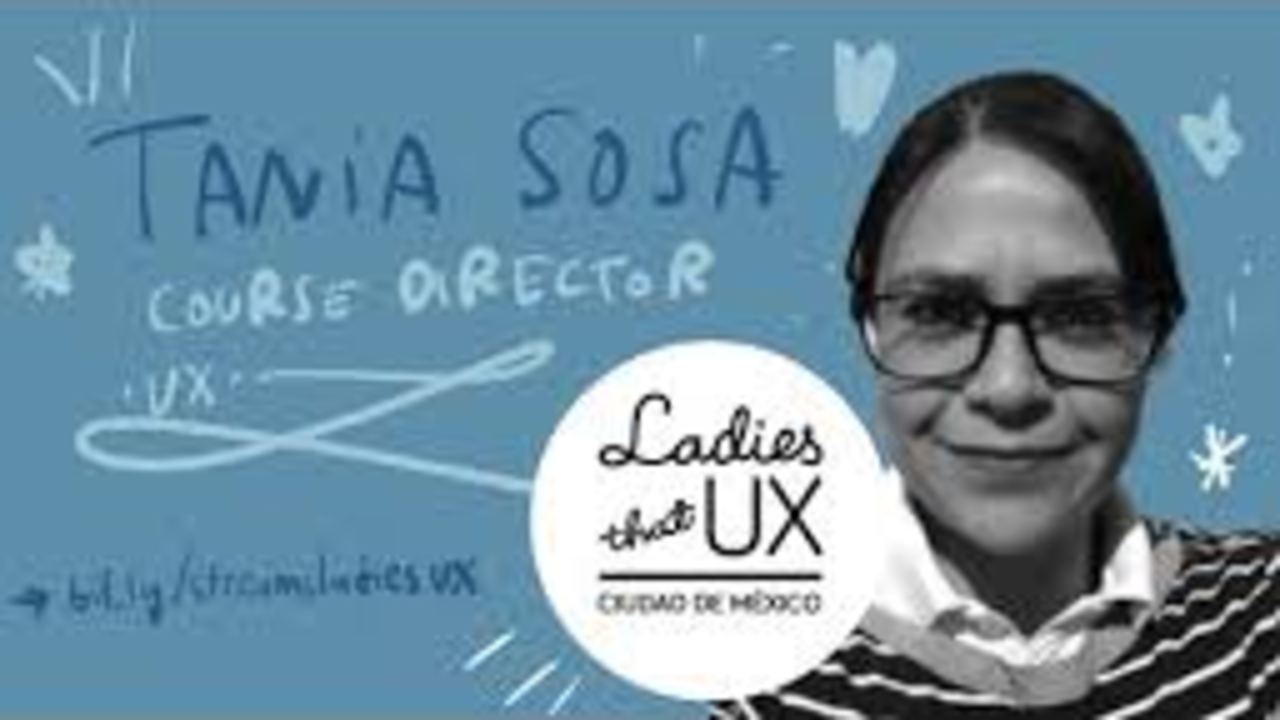 TANIA SOSA
COURSE DIRECTOR
UX
Ladies
that UX
CIUDAD DE MÉXICO